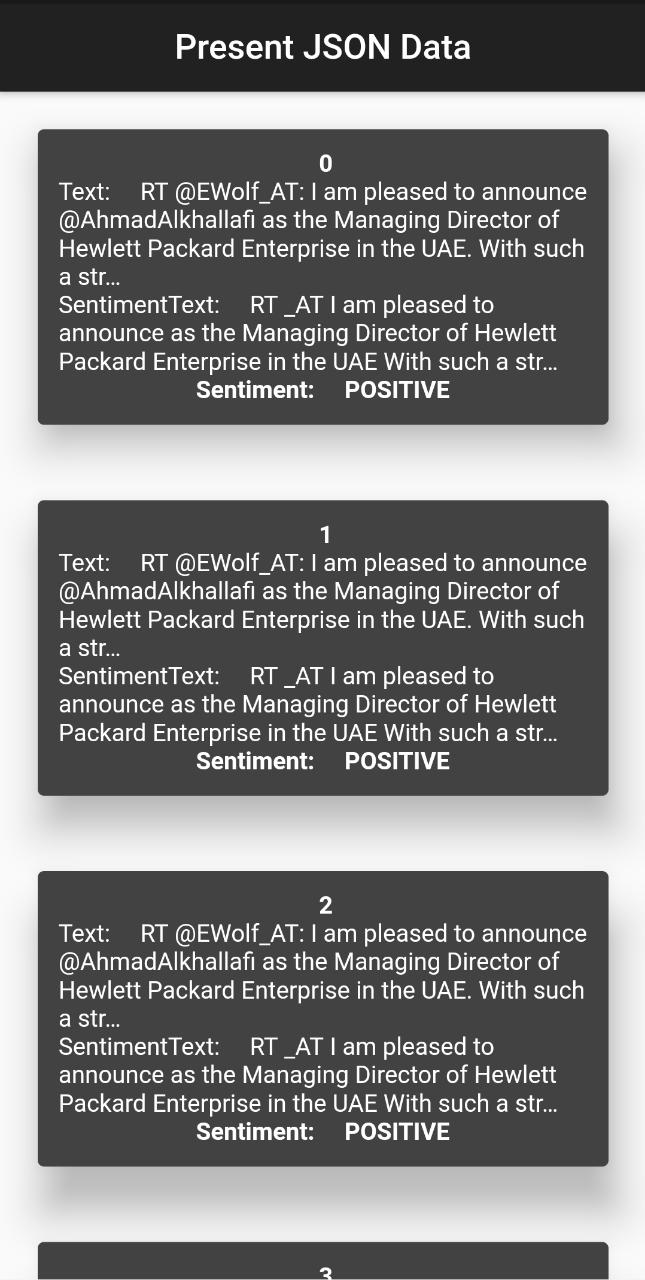 Present JSON Data
0
Text: RT @EWolf_AT: I am pleased to announce
@AhmadAlkhallafi as the Managing Director of
Hewlett Packard Enterprise in the UAE. With such
a str…
SentimentText: RT _AT I am pleased to
announce as the Managing Director of Hewlett
Packard Enterprise in the UAE With such a str…
Sentiment: POSITIVE
1
Text: RT @EWolf_AT: I am pleased to announce
@AhmadAlkhallafi as the Managing Director of
Hewlett Packard Enterprise in the UAE. With such
a str…
SentimentText: RT _AT I am pleased to
announce as the Managing Director of Hewlett
Packard Enterprise in the UAE With such a str…
Sentiment: POSITIVE
2
Text: RT @EWolf_AT: I am pleased to announce
@AhmadAlkhallafi as the Managing Director of
Hewlett Packard Enterprise in the UAE. With such
a str…
SentimentText: RT _AT I am pleased to
announce as the Managing Director of Hewlett
Packard Enterprise in the UAE With such a str…
Sentiment: POSITIVE
3